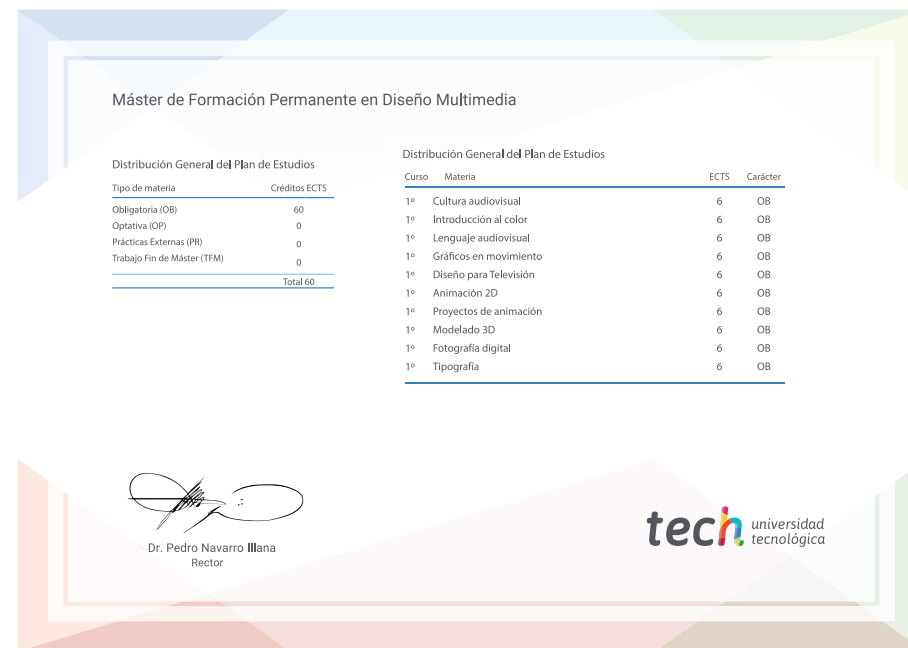 Máster de Formación Permanente en Diseño Multimedia
Distribución General del Plan de Estudios
Tipo de materia Créditos ECTS
Obligatoria (OB) 60
Optativa (OP) 0
Prácticas Externas (PR) 0
Trabajo Fin de Máster (TFM) 0
Total 60
Distribución General del Plan de Estudios
Curso Materia ECTS Carácter
1º Cultura audiovisual 6 OB
1º Introducción al color 6 OB
1º Lenguaje audiovisual 6 OB
1º Gráficos en movimiento 6 OB
1º Diseño para Televisión 6 OB
1º Animación 2D 6 OB
1º Proyectos de animación 6 OB
1º Modelado 3D 6 OB
1º Fotografía digital 6 OB
1º Tipografía 6 OB
Dr. Pedro Navarro Illana
Rector
tech universidad
tecnológica